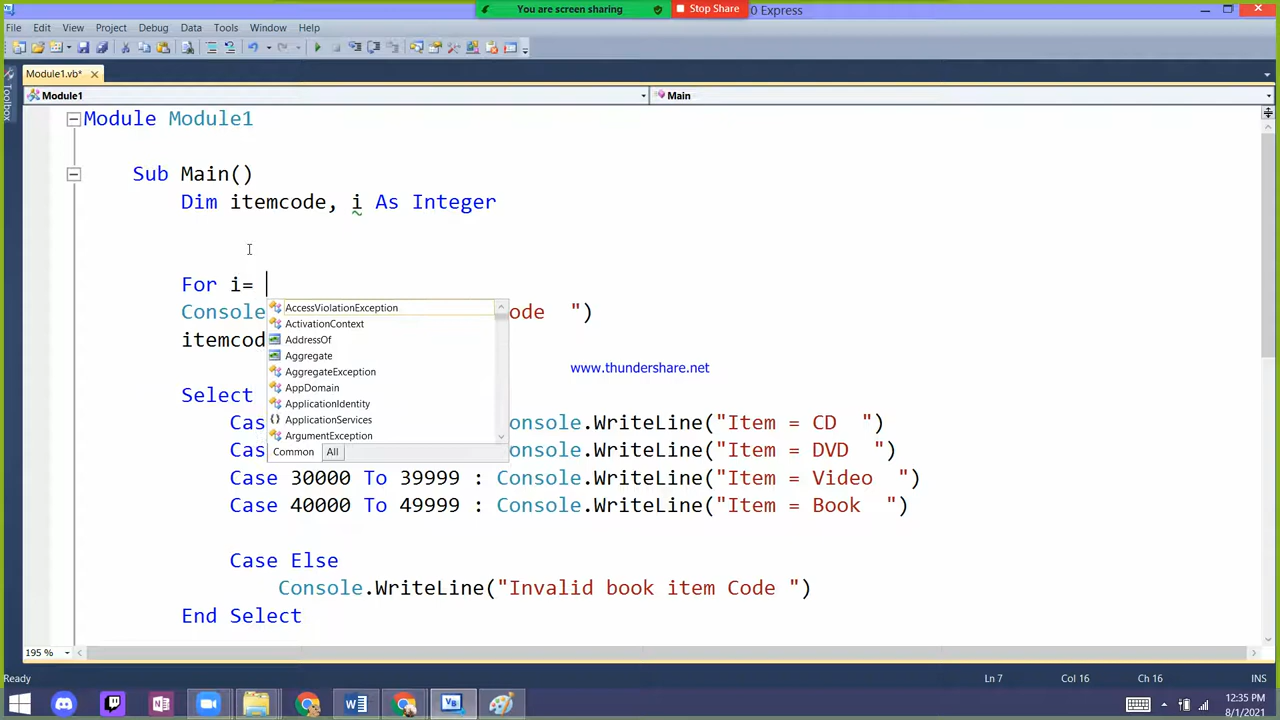 You are screen sharing
Stop Share
0 Express
File Edit View Project Debug Data Tools Window Help
Module1.vb*
Toolbox
Module1
Main
Module Module1
Sub Main()
Dim itemcode, i As Integer
For i=
Console
ode ")
itemcod
AccessViolationException
ActivationContext
AddressOf
Aggregate
AggregateException
AppDomain
ApplicationIdentity
ApplicationServices
ArgumentException
Common All
www.thundershare.net
Select
Cas
onsole.WriteLine("Item = CD ")
Cas
onsole.WriteLine("Item = DVD ")
Case 30000 To 39999 : Console.WriteLine("Item = Video ")
Case 40000 To 49999 : Console.WriteLine("Item = Book ")
Case Else
Console.WriteLine("Invalid book item Code ")
End Select
195 %
Ready
Ln 7 Col 16 Ch 16 INS
12:35 PM
8/1/2021